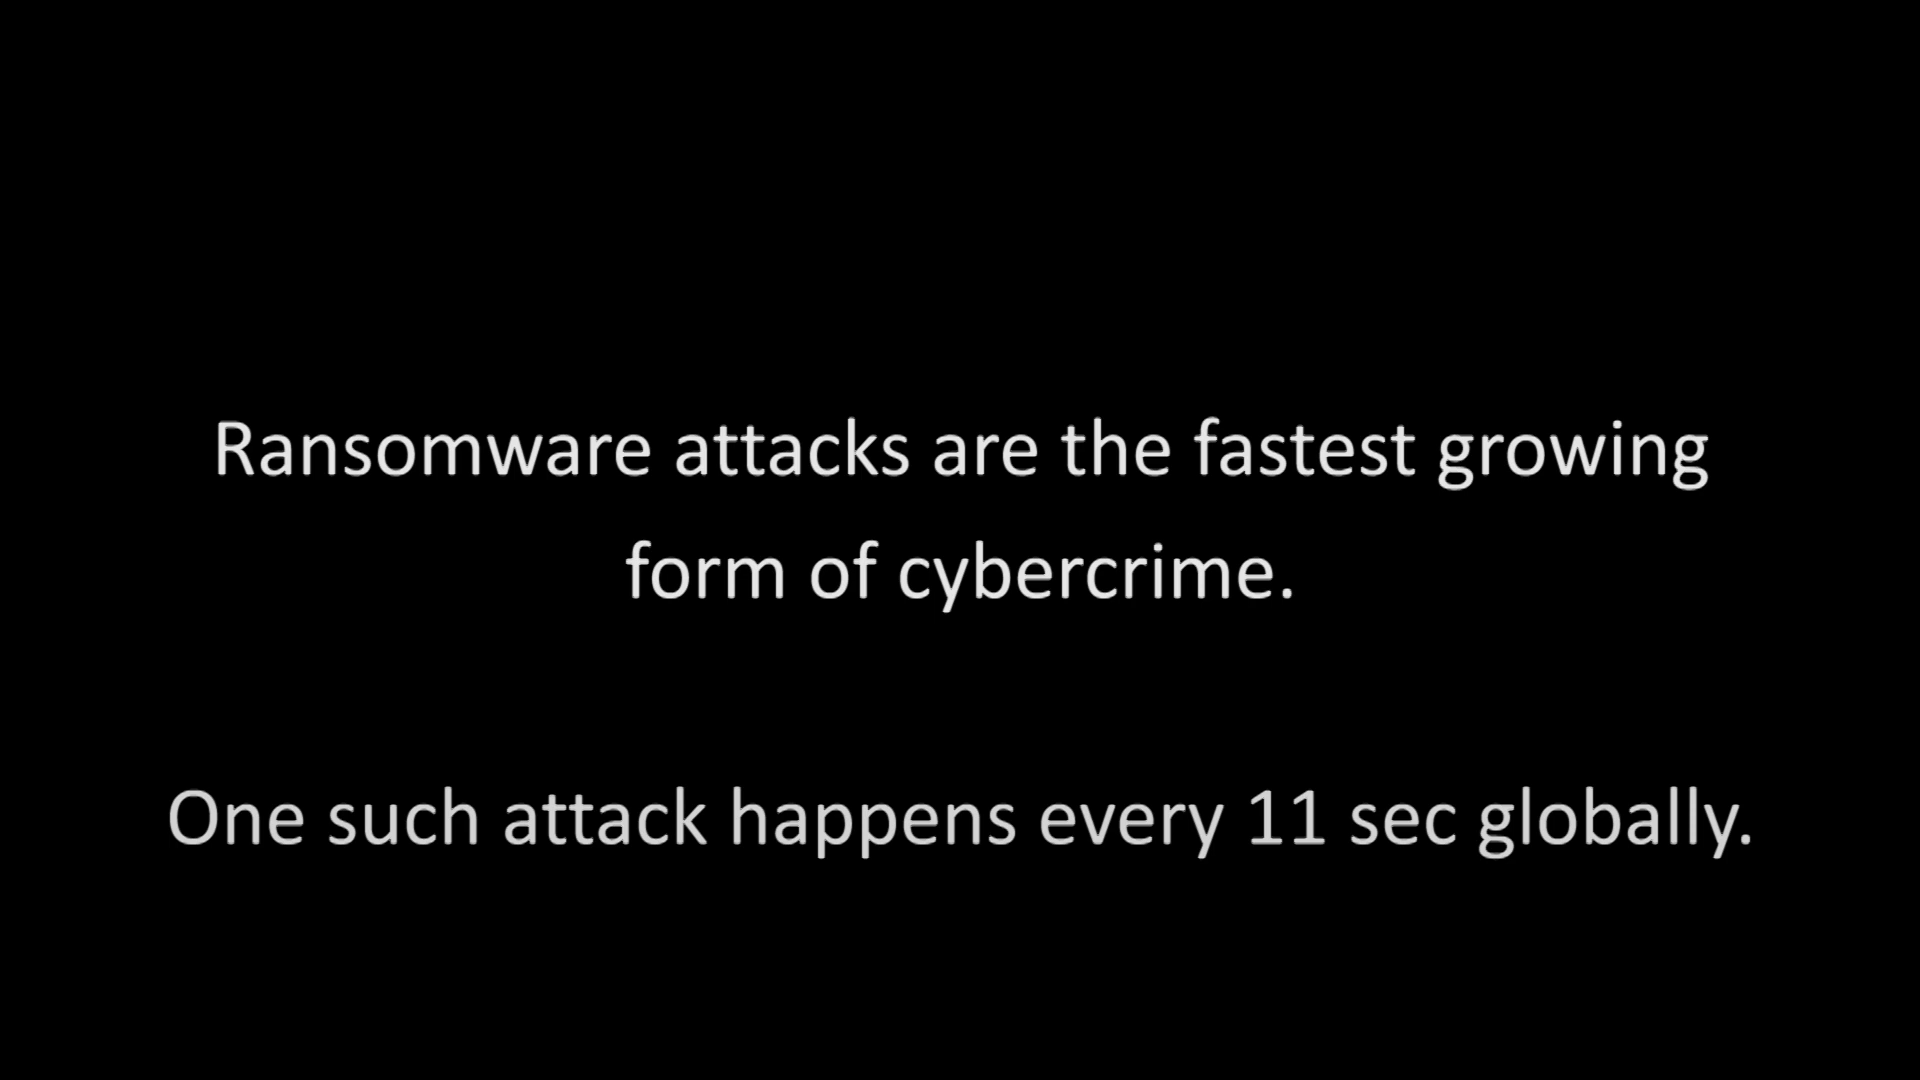 Ransomware attacks are the fastest growing
form of cybercrime.
One such attack happens every 11 sec globally.